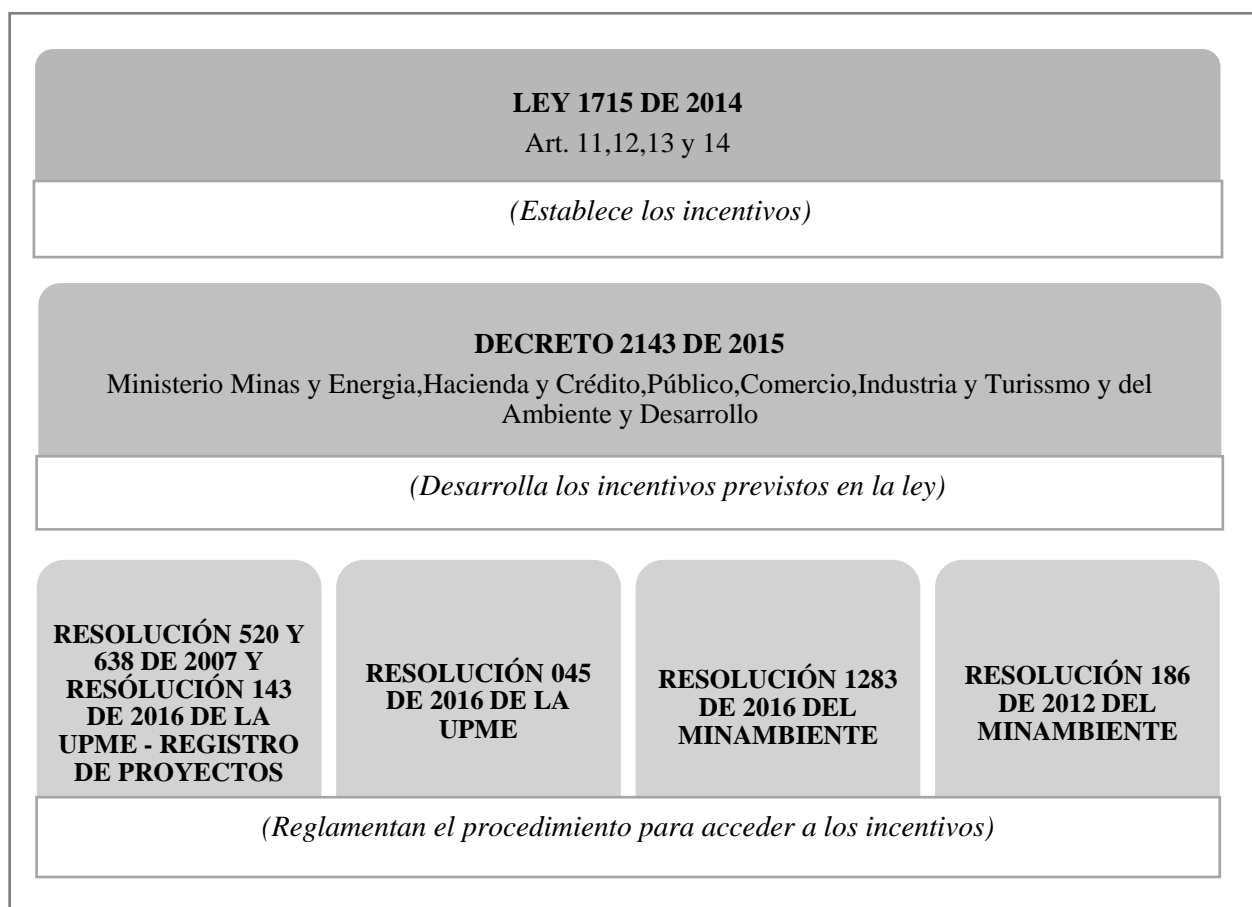 LEY 1715 DE 2014
Art. 11,12,13 y 14
(Establece los incentivos)
DECRETO 2143 DE 2015
Ministerio Minas y Energia,Hacienda y Crédito,Público,Comercio,Industria y Turissmo y del
Ambiente y Desarrollo
(Desarrolla los incentivos previstos en la ley)
RESOLUCIÓN 520 Y
638 DE 2007 Y
RESÓLUCIÓN 143
DE 2016 DE LA
UPME - REGISTRO
DE PROYECTOS
RESOLUCIÓN 045
DE 2016 DE LA
UPME
RESOLUCIÓN 1283
DE 2016 DEL
MINAMBIENTE
RESOLUCIÓN 186
DE 2012 DEL
MINAMBIENTE
(Reglamentan el procedimiento para acceder a los incentivos)